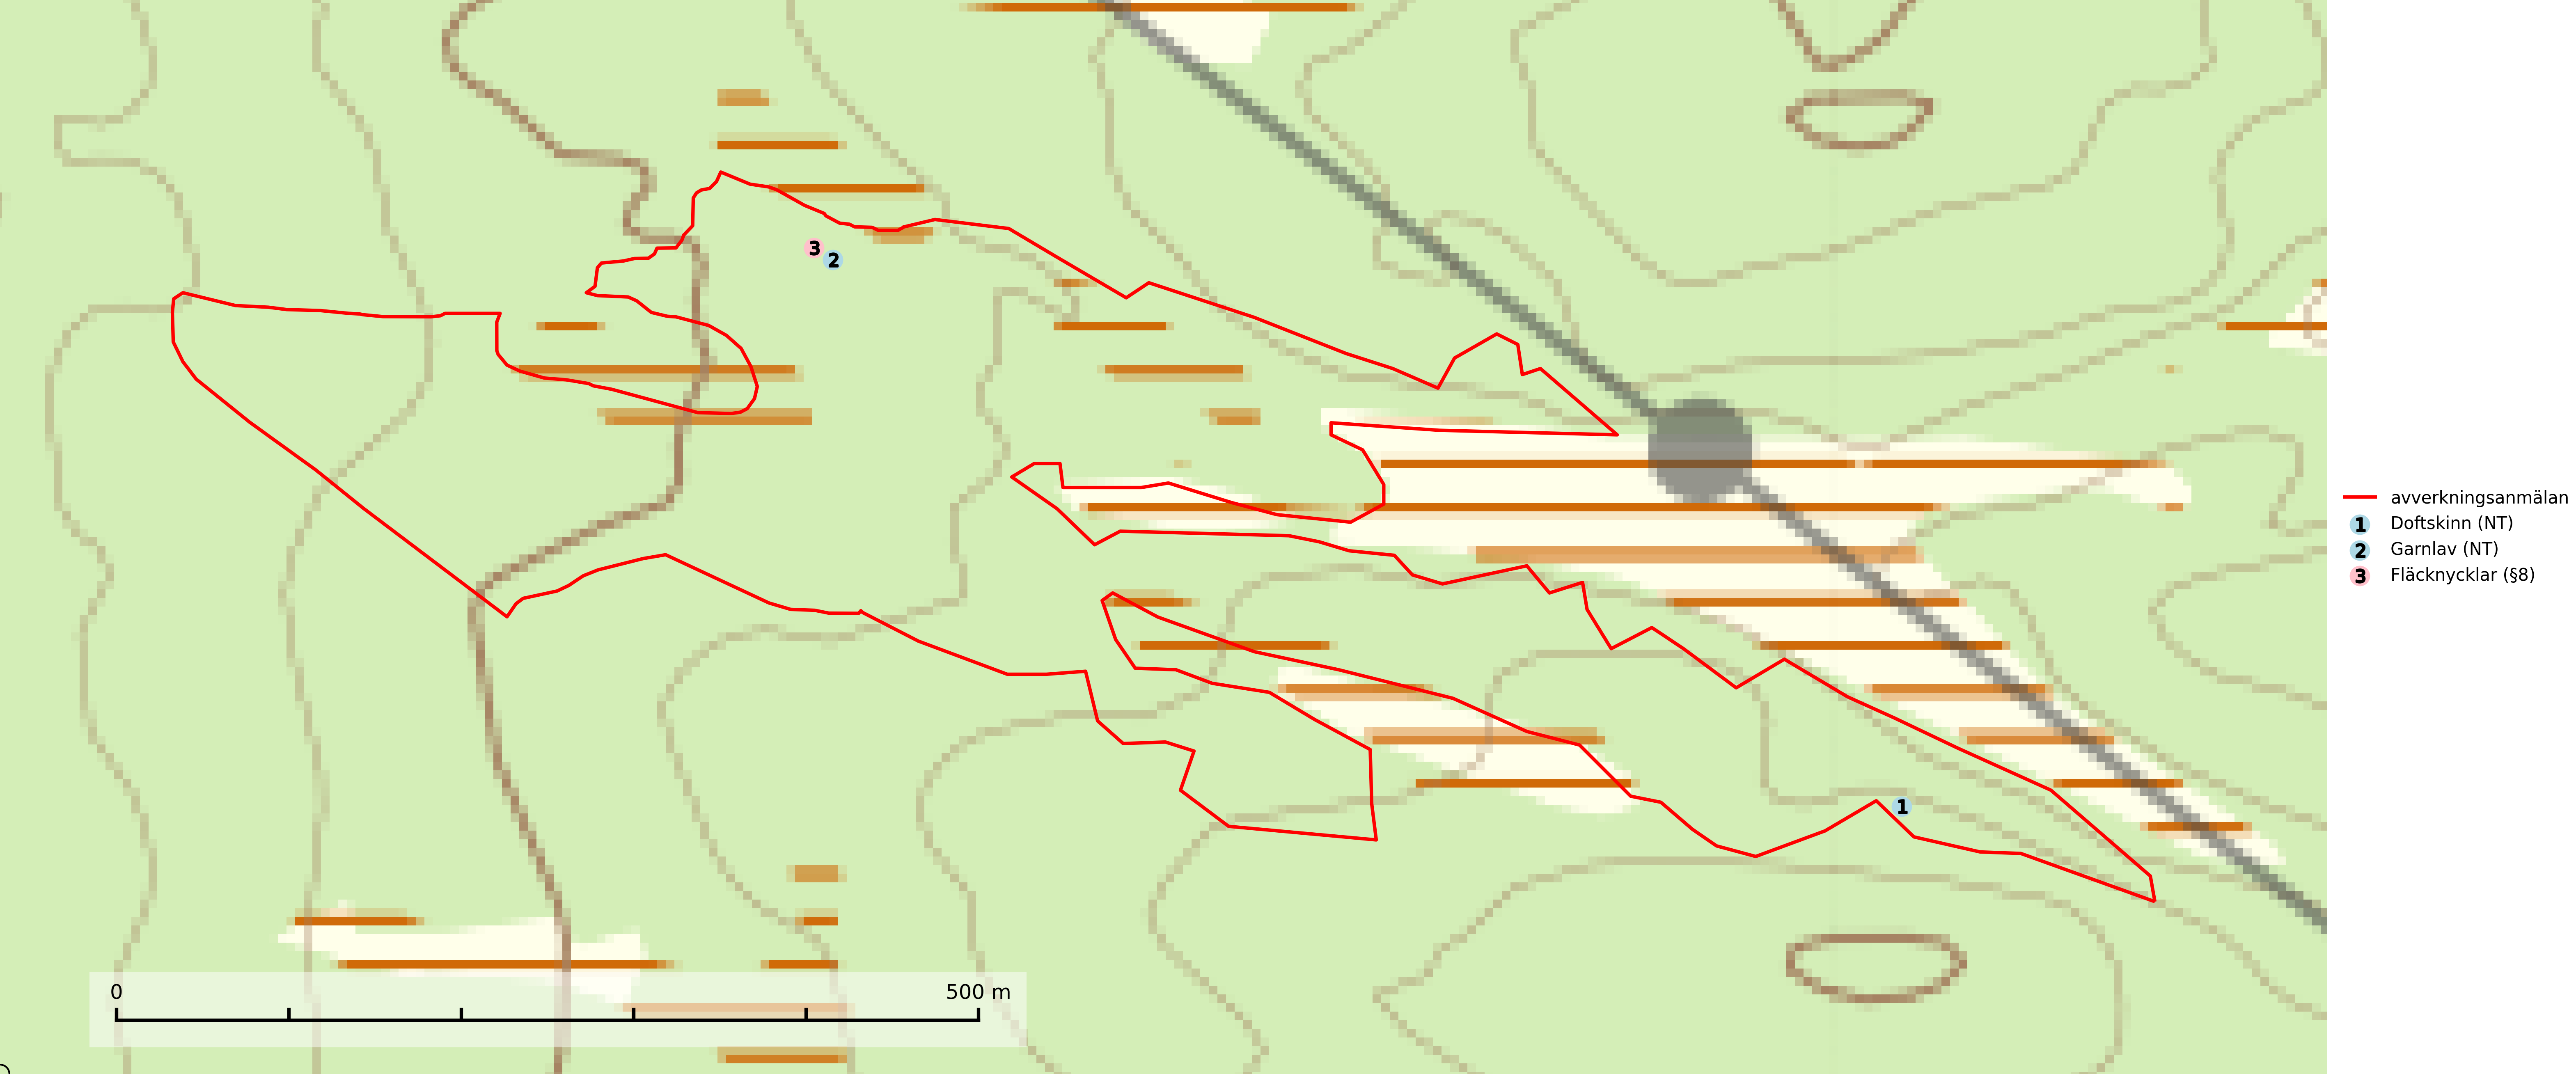 3
2
1
avverkningsanmälan
1 Doftskinn (NT)
2 Garnlav (NT)
3 Fläcknycklar (§8)
0 500 m